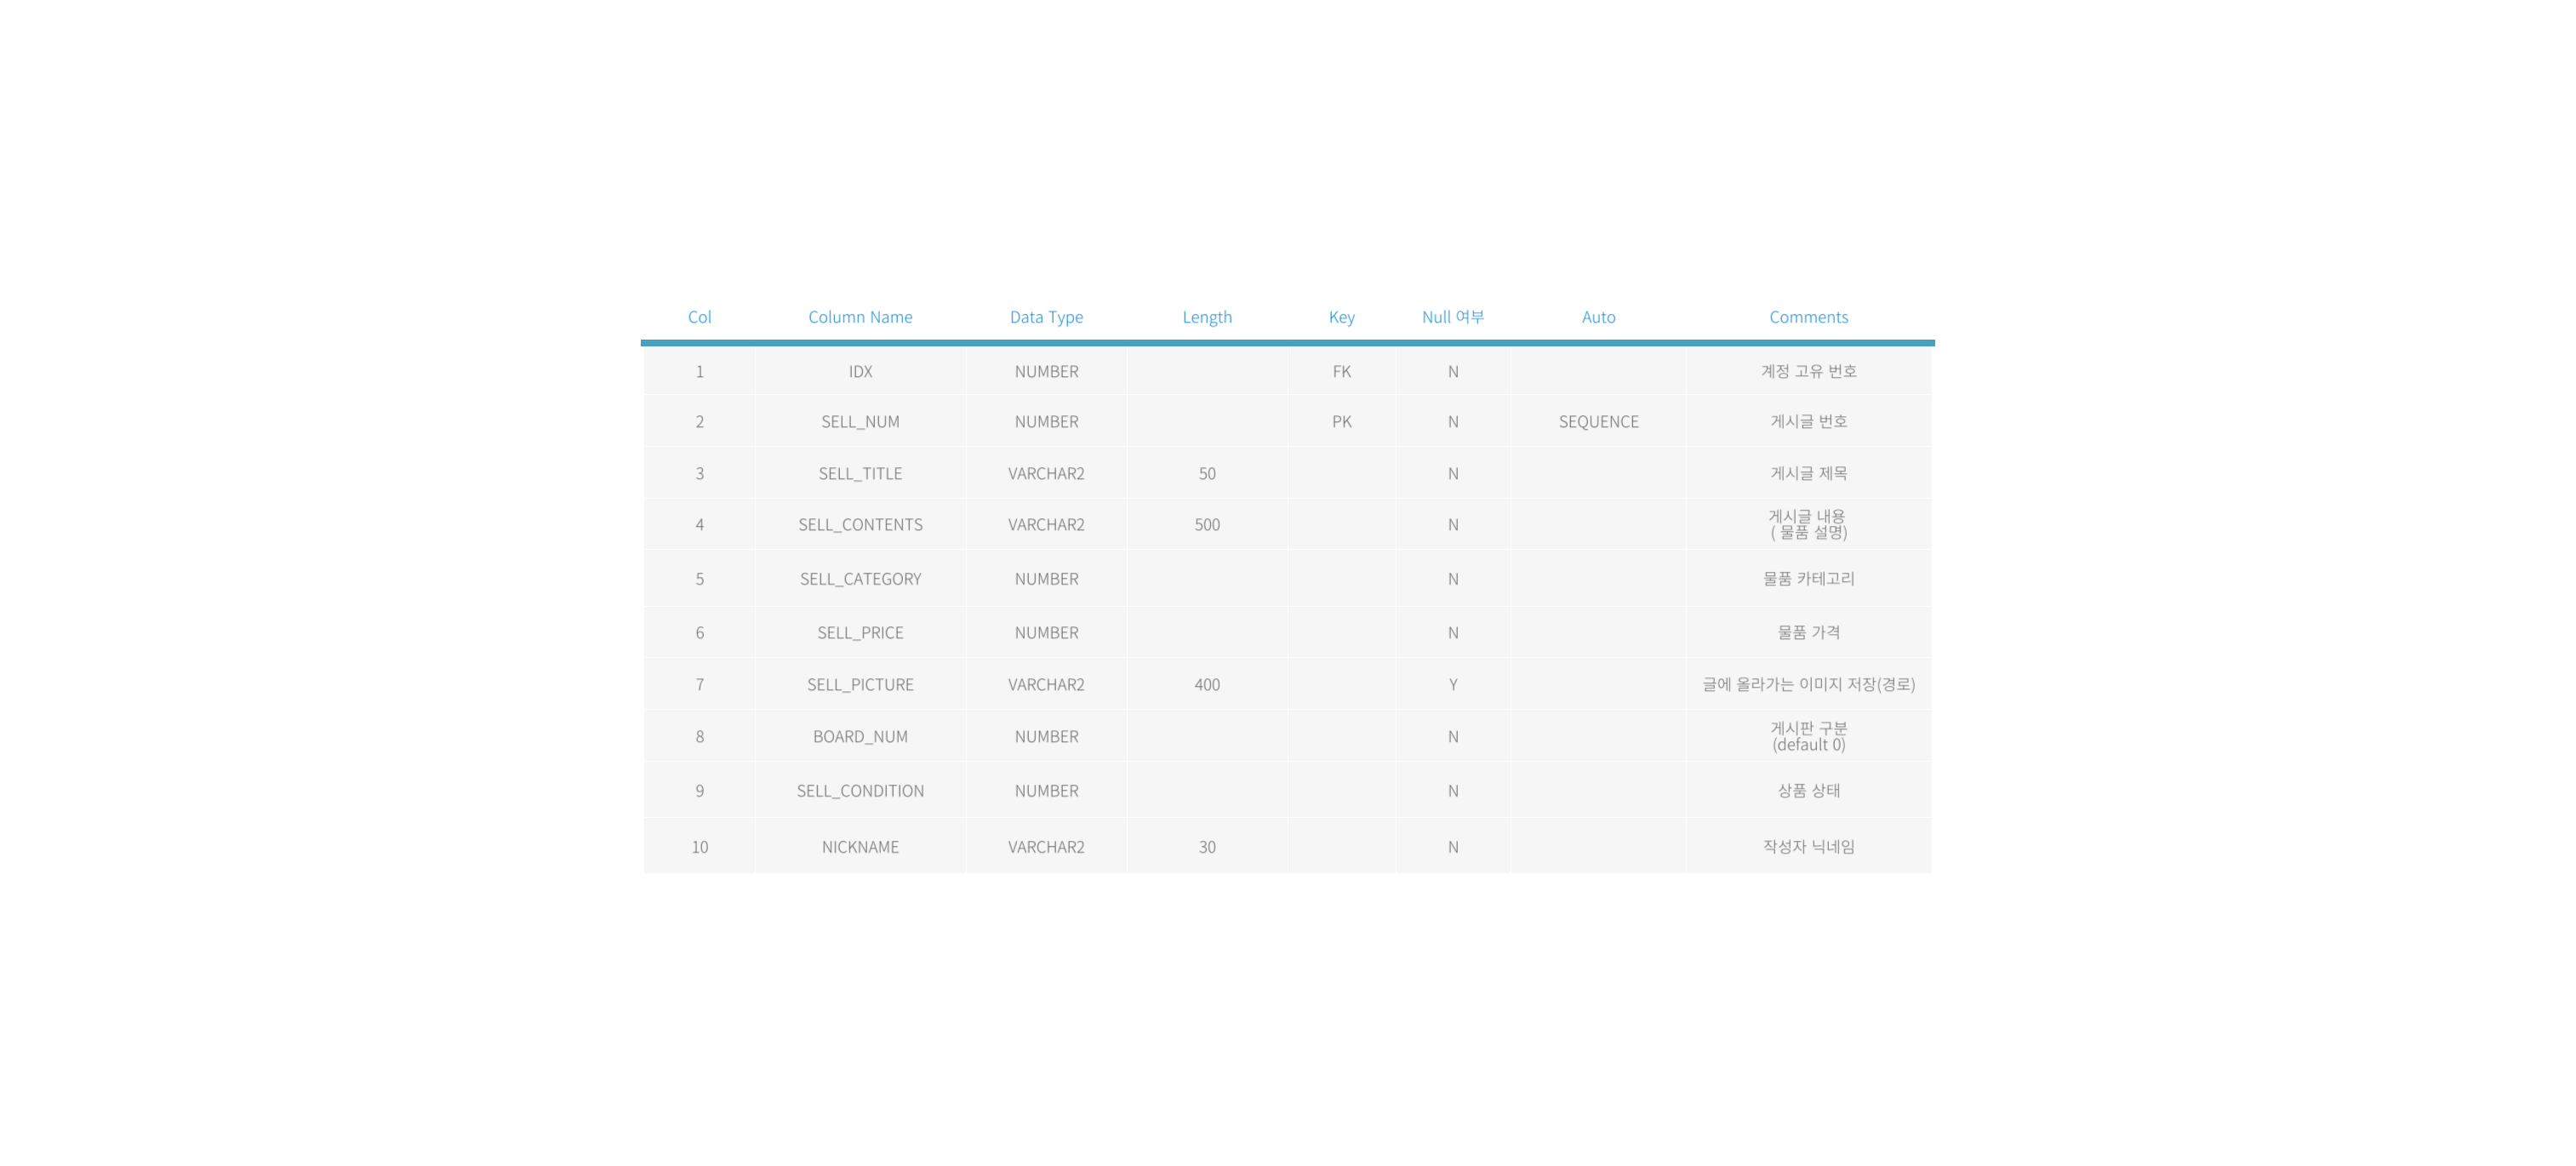 Col Column Name Data Type Length Key Null 여부 Auto Comments
1 IDX NUMBER FK N 계정 고유 번호
2 SELL_NUM NUMBER PK N SEQUENCE 게시글 번호
3 SELL_TITLE VARCHAR2 50 N 게시글 제목
4 SELL_CONTENTS VARCHAR2 500 N 게시글 내용
( 물품 설명)
5 SELL_CATEGORY NUMBER N 물품 카테고리
6 SELL_PRICE NUMBER N 물품 가격
7 SELL_PICTURE VARCHAR2 400 Y 글에 올라가는 이미지 저장(경로)
8 BOARD_NUM NUMBER N 게시판 구분
(default 0)
9 SELL_CONDITION NUMBER N 상품 상태
10 NICKNAME VARCHAR2 30 N 작성자 닉네임